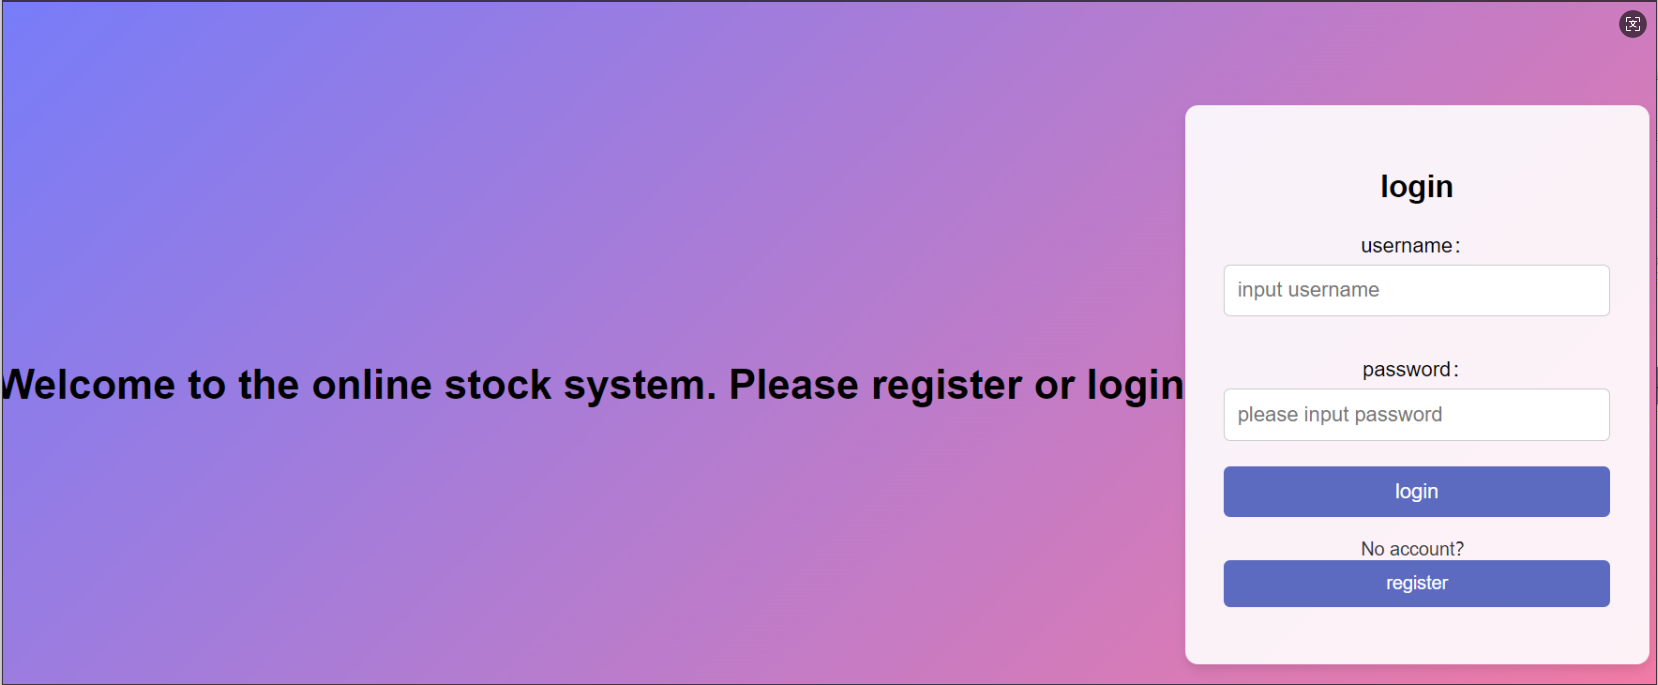 Welcome to the online stock system. Please register or login
login
username:
input username
password:
please input password
login
No account?
register